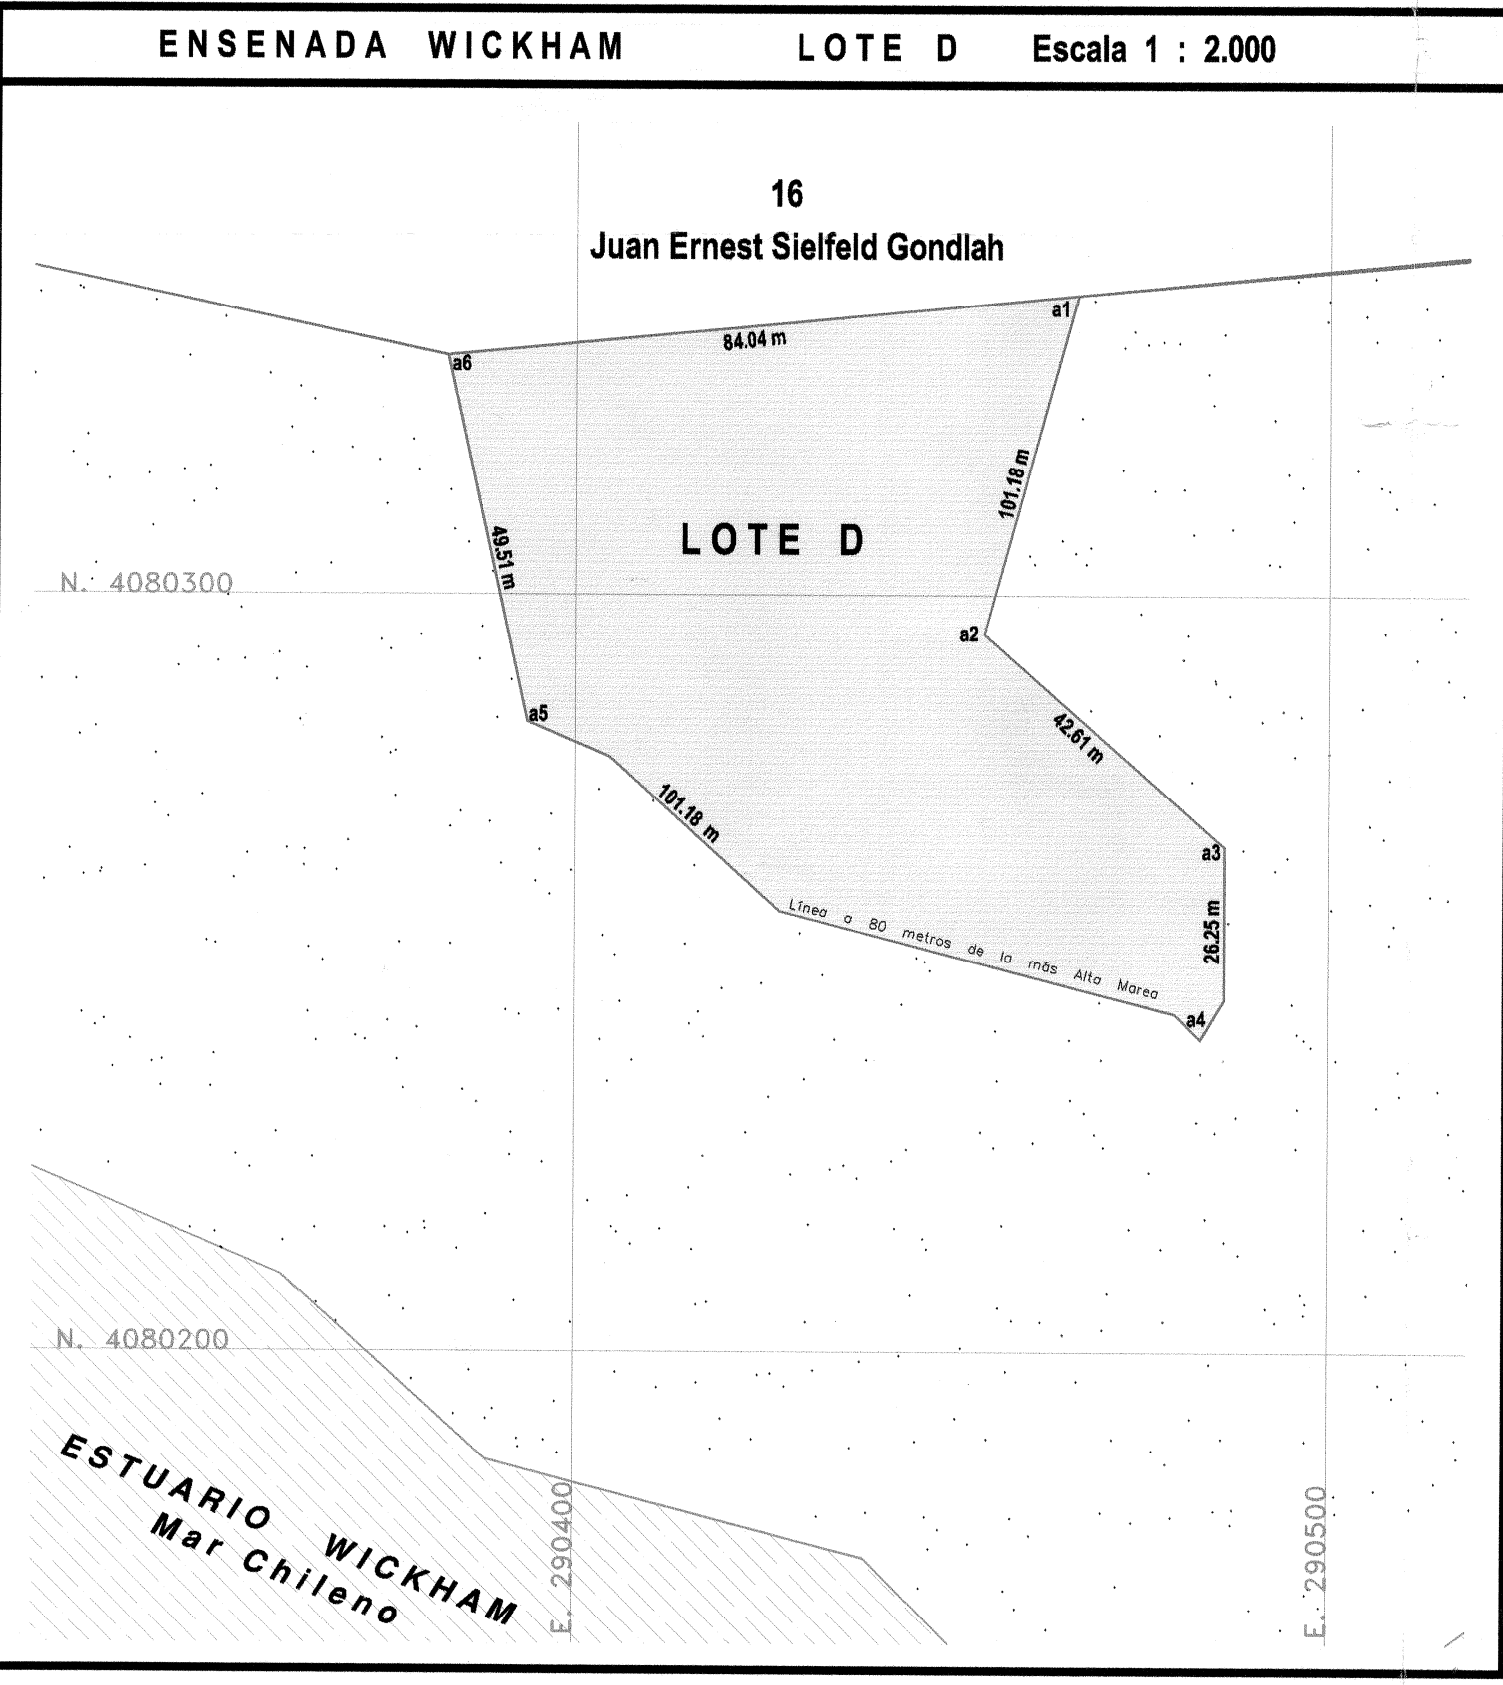 ENSENADA WICKHAM LOTE D Escala 1 : 2.000
16
Juan Ernest Sielfeld Gondlah
a1
84.04 m
a6
101.18 m
LOTE D
49.51 m
N. 4080300
a2
a5
42.61 m
101.18 m
a3
Línea a 80 metros de la más Alta Marea
26.25 m
a4
N. 4080200
ESTUARIO WICKHAM
Mar Chileno
E. 290400
E. 290500